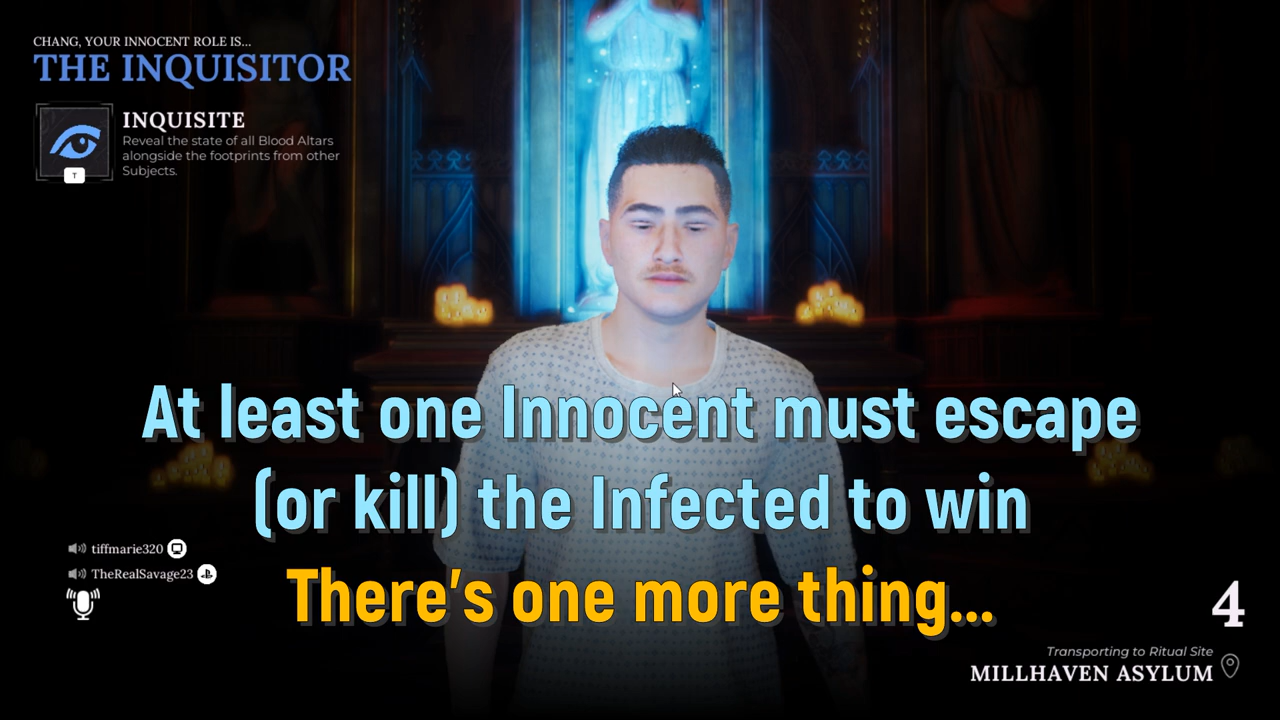 CHANG, YOUR INNOCENT ROLE IS...
THE INQUISITOR
INQUISITE
Reveal the state of all Blood Altars
alongside the footprints from other
Subjects.
T
At least one Innocent must escape
(or kill) the Infected to win
There's one more thing...
tiffmarie320
TheRealSavage23
4
Transporting to Ritual Site
MILLHAVEN ASYLUM